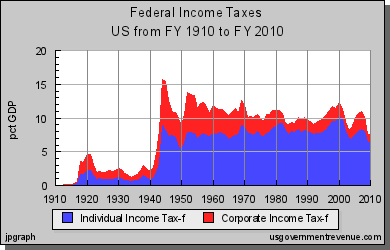 Federal Income Taxes
US from FY 1910 to FY 2010
pct GDP
20
15
10
5
0
1910 1920 1930 1940 1950 1960 1970 1980 1990 2000 2010
Individual Income Tax-f Corporate Income Tax-f
jpgraph usgovernmentrevenue.com